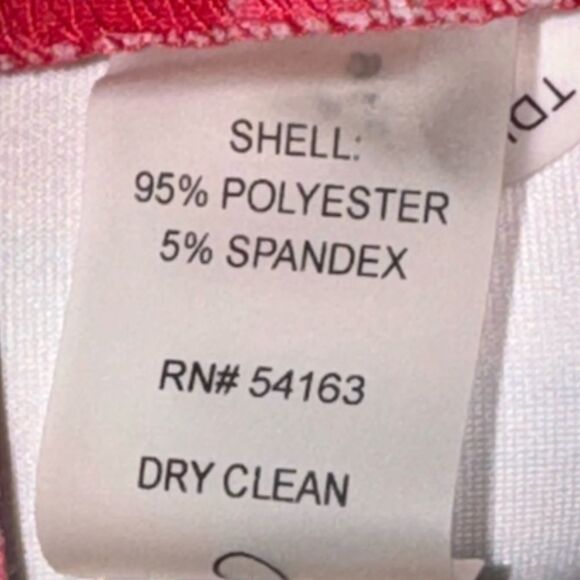 SHELL:
95% POLYESTER
5% SPANDEX
RN# 54163
DRY CLEAN